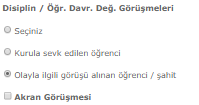 Disiplin / Öğr. Davr. Değ. Görüşmeleri
Seçiniz
Kurula sevk edilen öğrenci
Olayla ilgili görüşü alınan öğrenci / şahit
Akran Görüşmesi